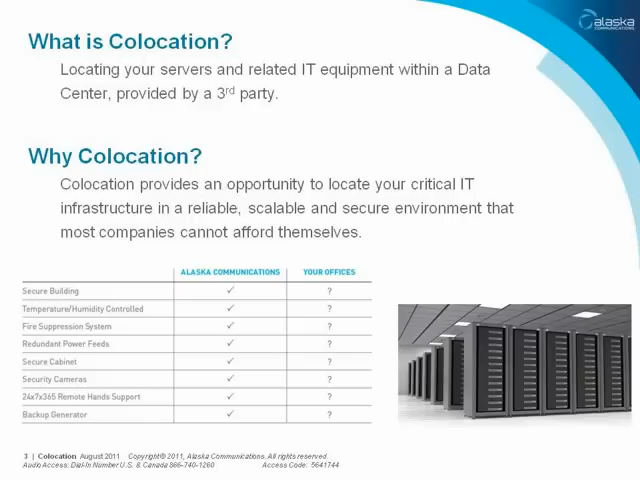 alaska
COMMUNICATIONS
What is Colocation?
Locating your servers and related IT equipment within a Data
Center, provided by a 3rd party.
Why Colocation?
Colocation provides an opportunity to locate your critical IT
infrastructure in a reliable, scalable and secure environment that
most companies cannot afford themselves.
ALASKA COMMUNICATIONS YOUR OFFICES
Secure Building ✓ ?
Temperature/Humidity Controlled ✓ ?
Fire Suppression System ✓ ?
Redundant Power Feeds ✓ ?
Secure Cabinet ✓ ?
Security Cameras ✓ ?
24x7x365 Remote Hands Support ✓ ?
Backup Generator ✓ ?
3 | Colocation August 2011 Copyright © 2011, Alaska Communications. All rights reserved.
Audio Access: Dial-In Number U.S. & Canada 866-740-1260 Access Code: 5641744